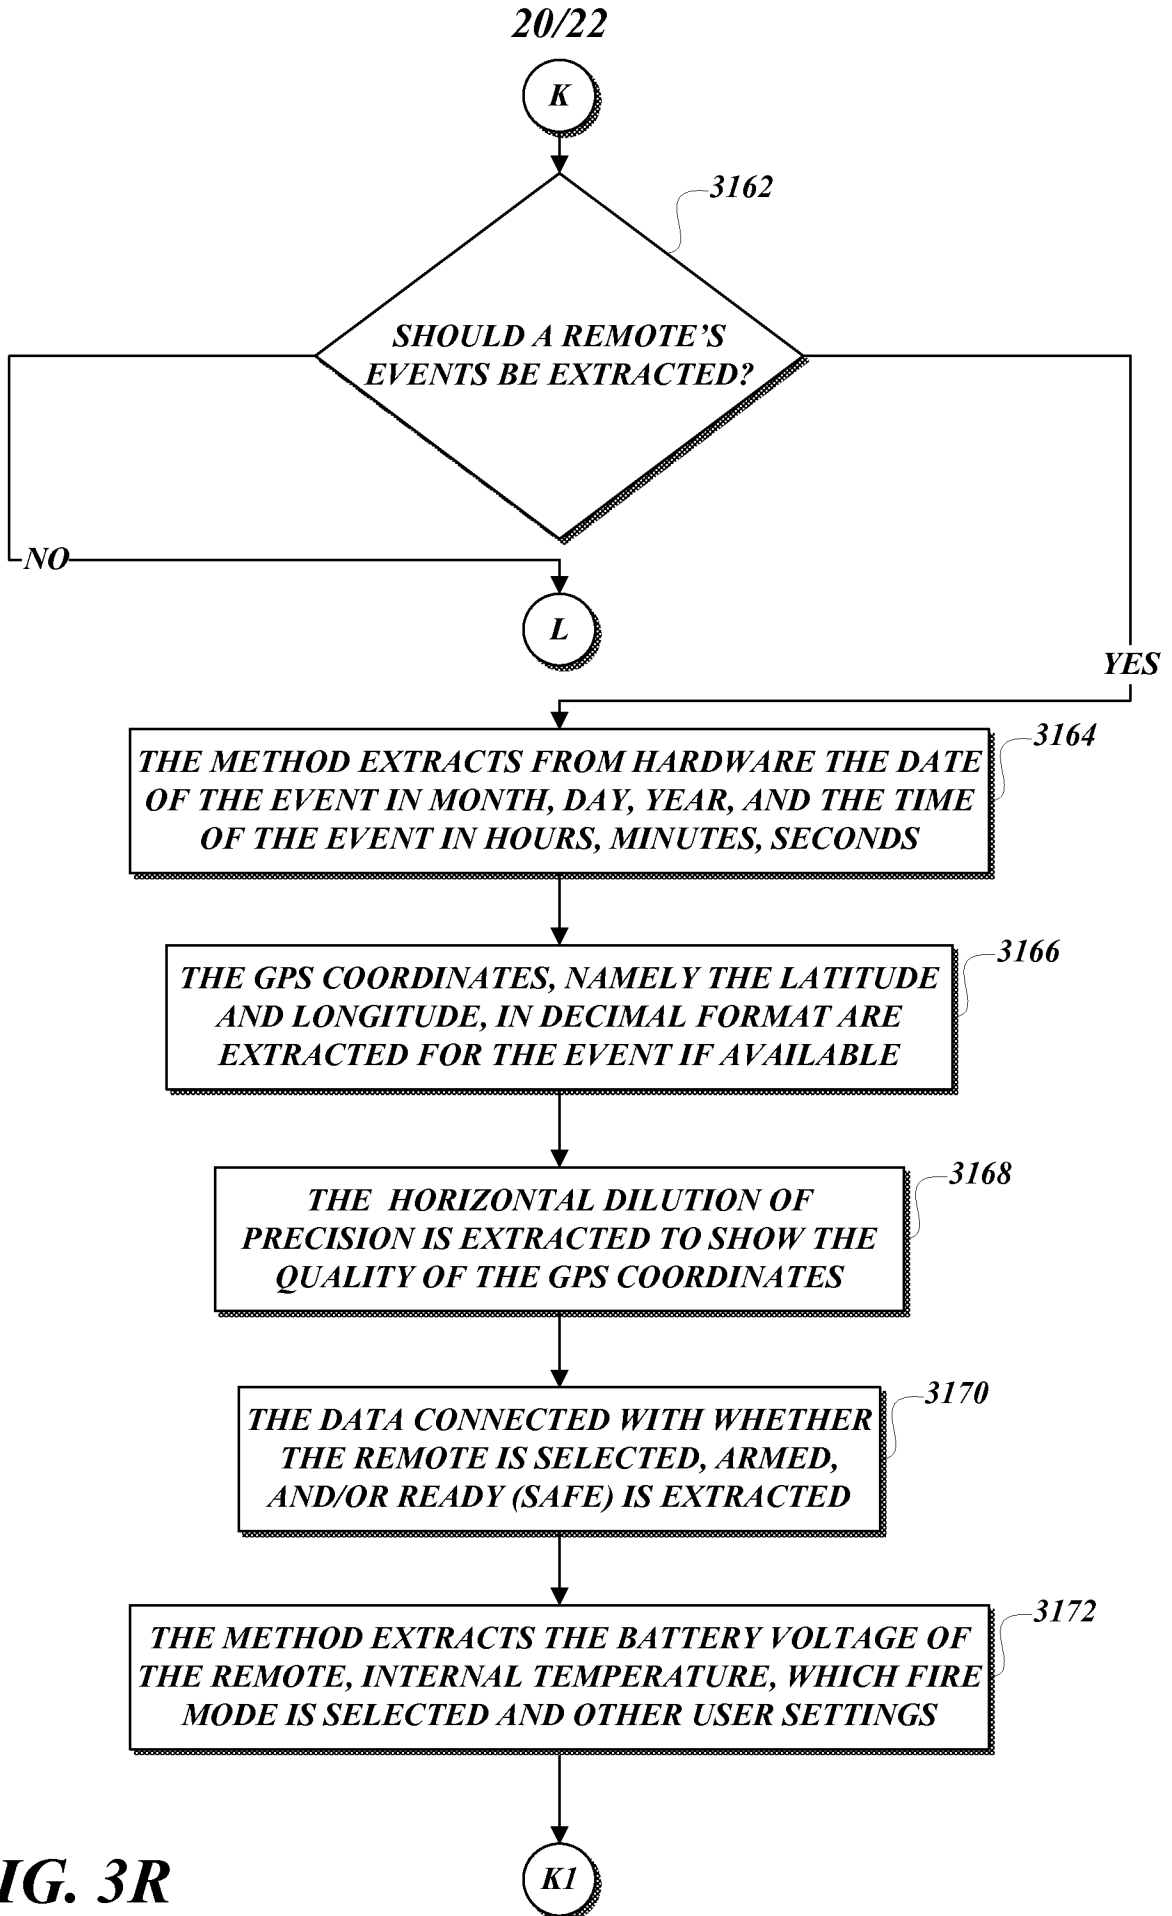 20/22
K
3162
SHOULD A REMOTE'S
EVENTS BE EXTRACTED?
NO
L
YES
3164
THE METHOD EXTRACTS FROM HARDWARE THE DATE
OF THE EVENT IN MONTH, DAY, YEAR, AND THE TIME
OF THE EVENT IN HOURS, MINUTES, SECONDS
3166
THE GPS COORDINATES, NAMELY THE LATITUDE
AND LONGITUDE, IN DECIMAL FORMAT ARE
EXTRACTED FOR THE EVENT IF AVAILABLE
3168
THE HORIZONTAL DILUTION OF
PRECISION IS EXTRACTED TO SHOW THE
QUALITY OF THE GPS COORDINATES
3170
THE DATA CONNECTED WITH WHETHER
THE REMOTE IS SELECTED, ARMED,
AND/OR READY (SAFE) IS EXTRACTED
3172
THE METHOD EXTRACTS THE BATTERY VOLTAGE OF
THE REMOTE, INTERNAL TEMPERATURE, WHICH FIRE
MODE IS SELECTED AND OTHER USER SETTINGS
K1
IG. 3R